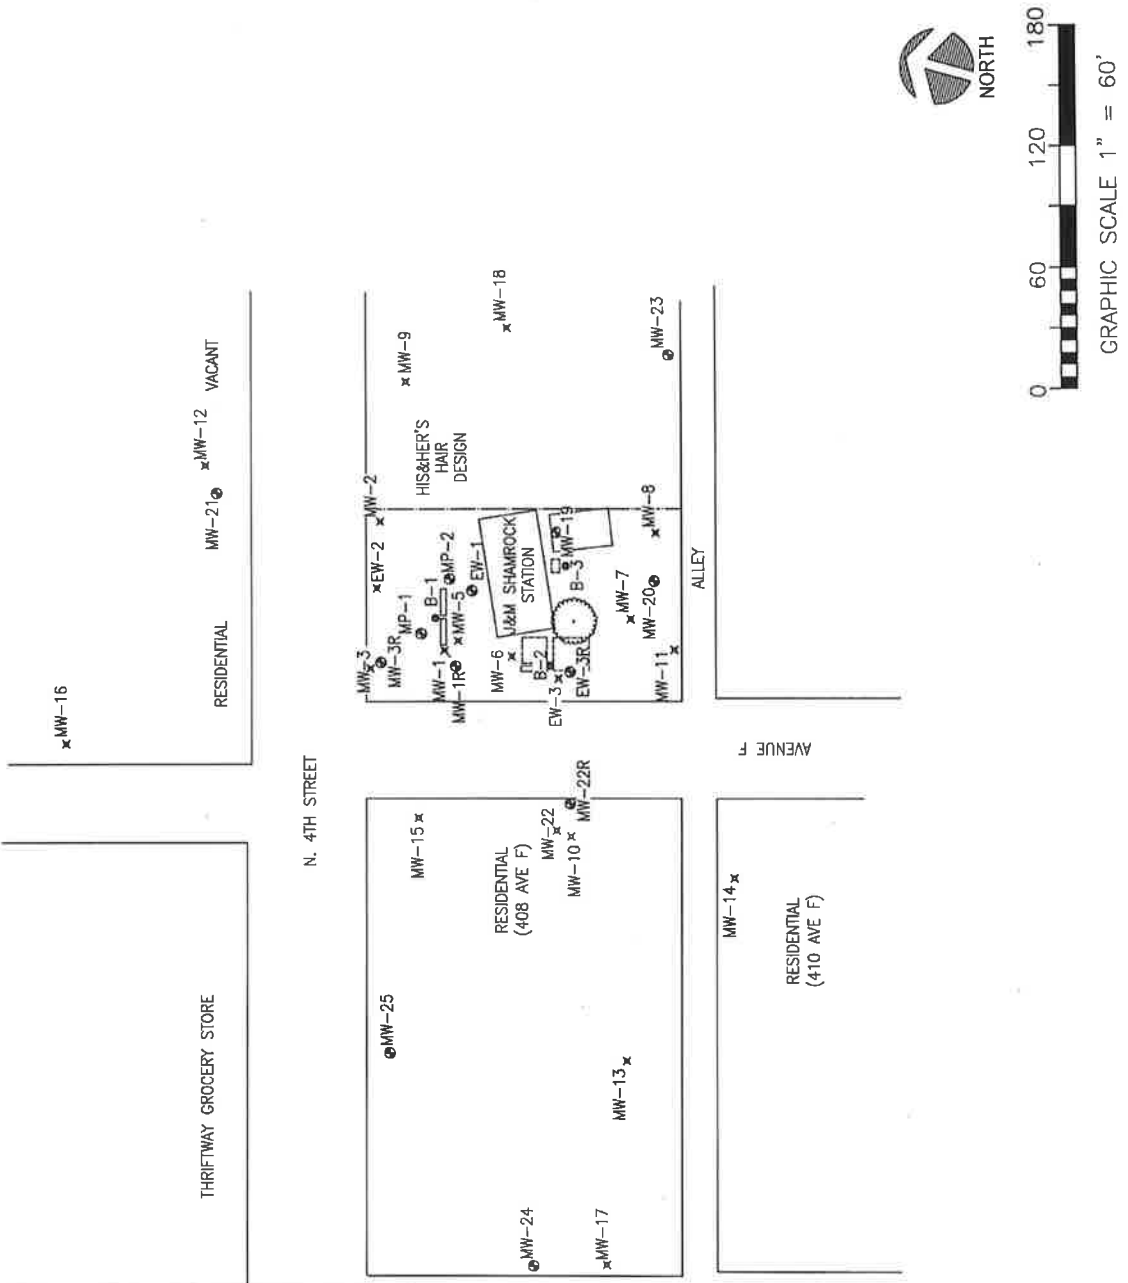 MW-16
RESIDENTIAL
MW-21
MW-12
VACANT
THRIFTWAY GROCERY STORE
N. 4TH STREET
MW-3
MW-3R
MP-1
EW-2
MW-2
MW-1
MW-1R
B-1
MW-5
MP-2
EW-1
HIS&HER'S
HAIR
DESIGN
MW-9
MW-18
MW-6
J&M SHAMROCK
STATION
MW-19
B-2
B-3
EW-3
EW-3R
MW-7
MW-20
MW-8
MW-11
MW-23
ALLEY
AVENUE F
MW-15
RESIDENTIAL
(408 AVE F)
MW-22
MW-22R
MW-10
MW-25
MW-13
MW-24
MW-17
MW-14
RESIDENTIAL
(410 AVE F)
NORTH
0 60 120 180
GRAPHIC SCALE 1" = 60'